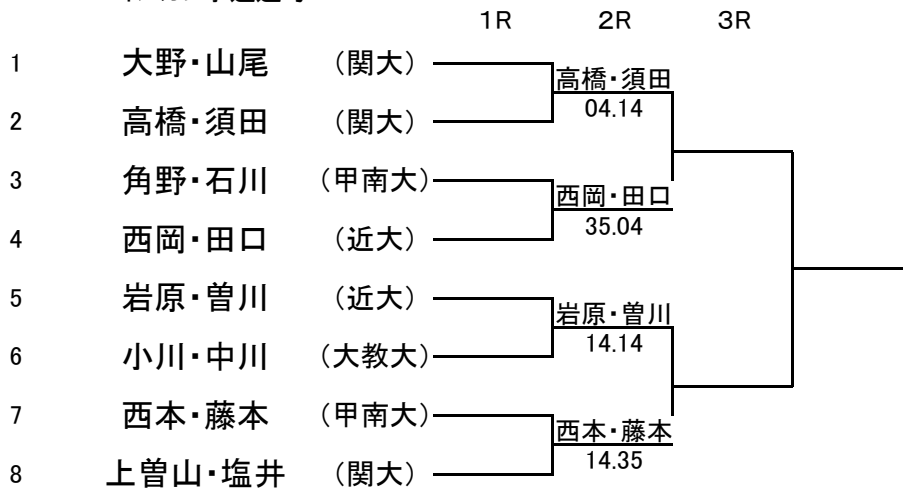 1R 2R 3R
1 大野・山尾 (関大)
高橋・須田
04.14
2 高橋・須田 (関大)
3 角野・石川 (甲南大)
西岡・田口
35.04
4 西岡・田口 (近大)
5 岩原・曽川 (近大)
岩原・曽川
14.14
6 小川・中川 (大教大)
7 西本・藤本 (甲南大)
西本・藤本
14.35
8 上曽山・塩井 (関大)